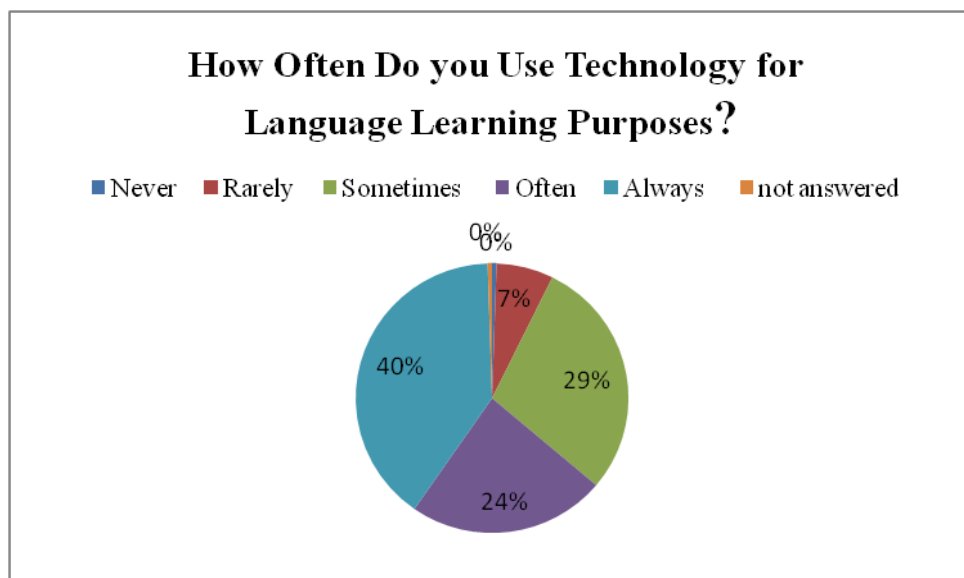 How Often Do you Use Technology for
Language Learning Purposes?
Never Rarely Sometimes Often Always not answered
0%
0%
7%
40%
29%
24%